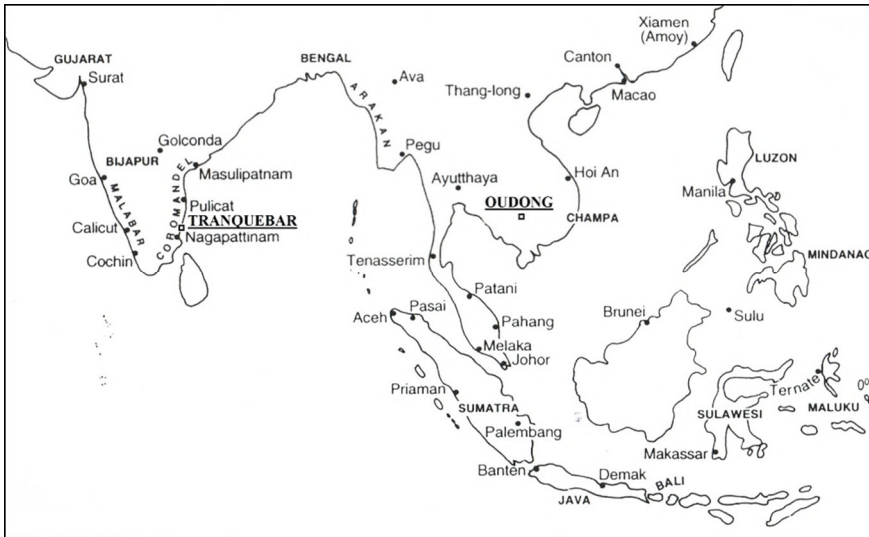 Xiamen
(Amoy)
GUJARAT
BENGAL
Canton
Surat
ARAKAN
Ava
Thang-long
Macao
Golconda
BIJAPUR
Masulipatnam
Pegu
LUZON
Goa
MALABAR
COROMANDEL
Ayutthaya
Hoi An
Manila
Pulicat
OUDONG
CHAMPA
TRANQUEBAR
Calicut
Nagapattinam
Cochin
Tenasserim
MINDANAO
Patani
Aceh
Pasai
Pahang
Brunei
Sulu
Melaka
Johor
Priaman
SUMATRA
Ternate
SULAWESI
MALUKU
Palembang
Makassar
Banten
Demak
BALI
JAVA